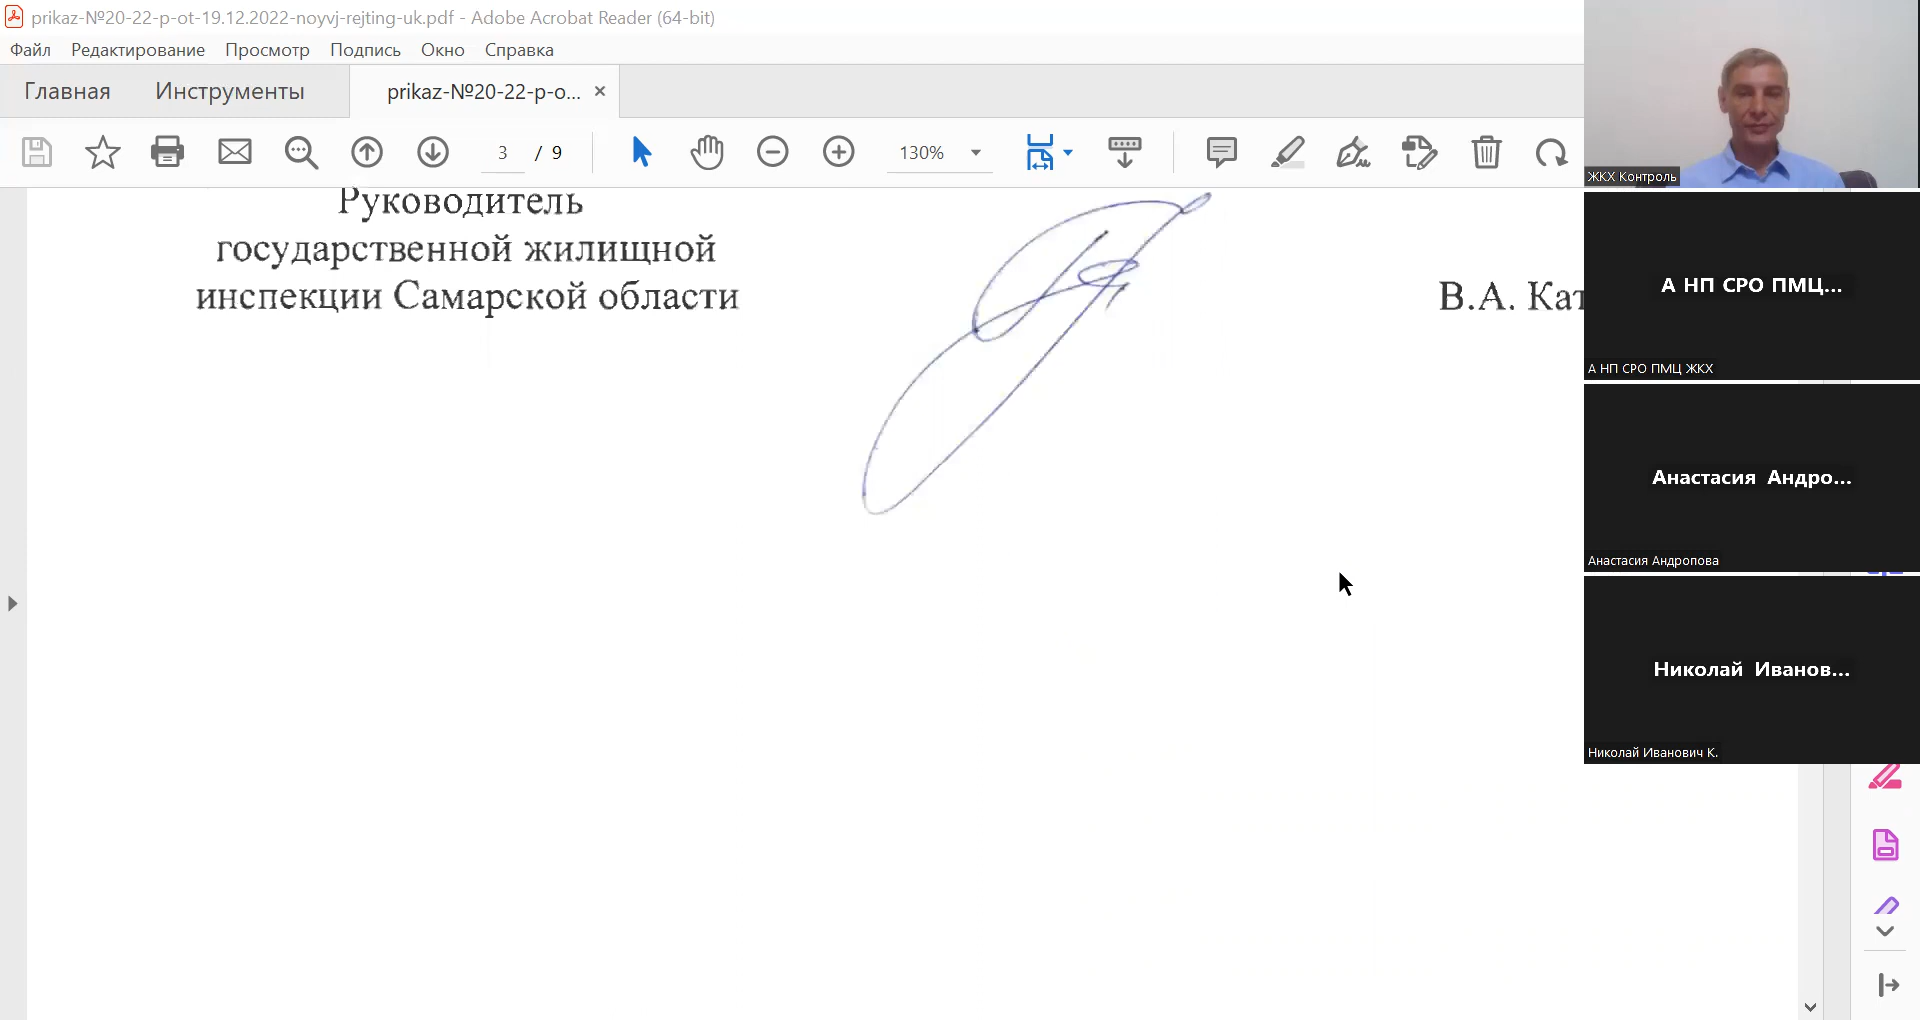 prikaz-№20-22-p-ot-19.12.2022-noyvj-rejting-uk.pdf - Adobe Acrobat Reader (64-bit)
Файл Редактирование Просмотр Подпись Окно Справка
Главная Инструменты prikaz-№20-22-p-o...
3 / 9 130%
Руководитель
государственной жилищной
инспекции Самарской области
В.А. Кат
ЖКХ Контроль
А НП СРО ПМЦ...
А НП СРО ПМЦ ЖКХ
Анастасия Андро...
Анастасия Андропова
Николай Иванов...
Николай Иванович К.